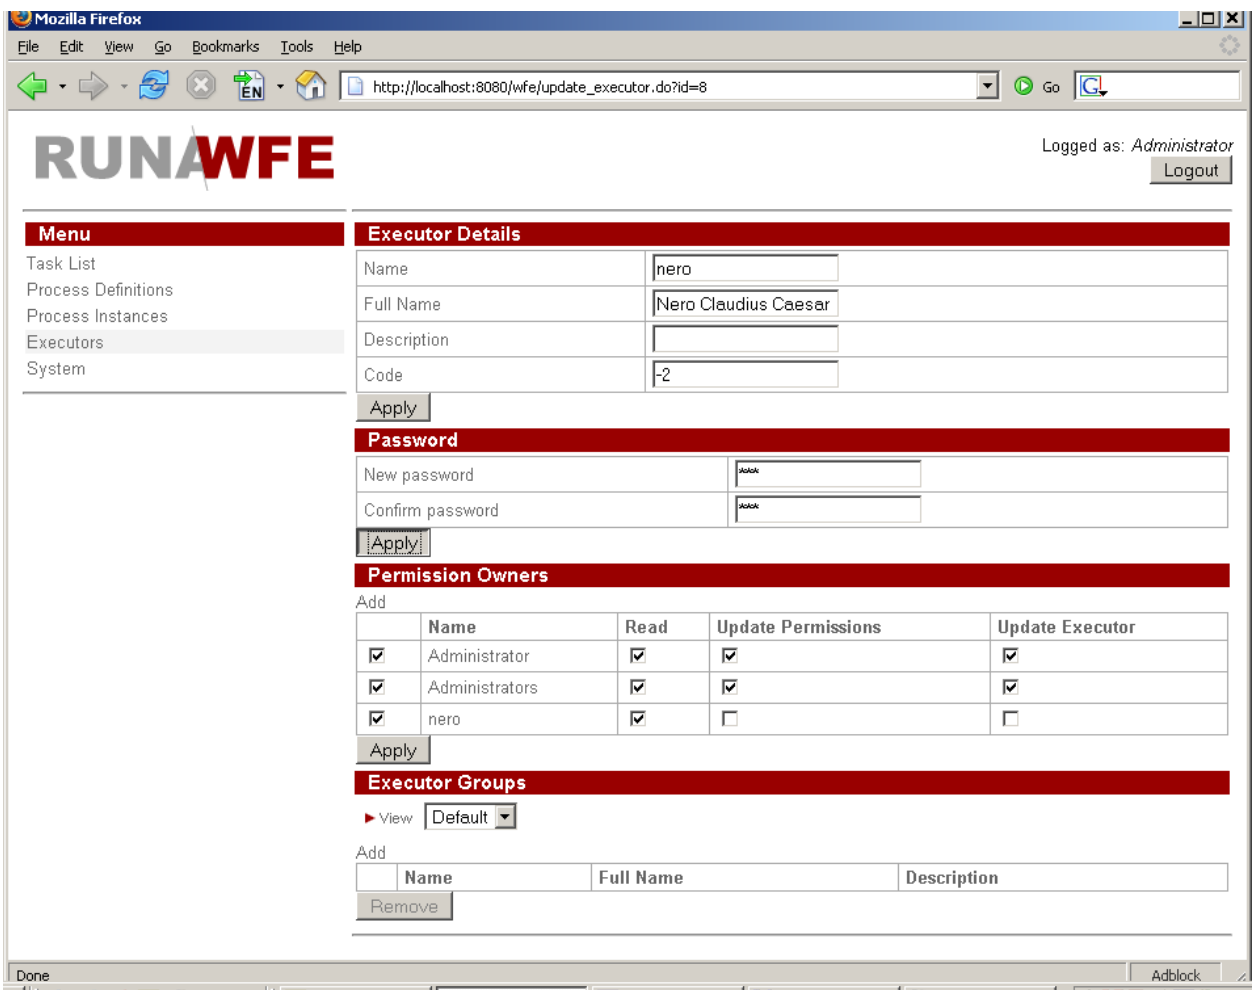 Mozilla Firefox
File Edit View Go Bookmarks Tools Help
EN http://localhost:8080/wfe/update_executor.do?id=8 Go G
RUNAWFE
Logged as: Administrator
Logout
Menu
Task List
Process Definitions
Process Instances
Executors
System
Executor Details
Name nero
Full Name Nero Claudius Caesar
Description
Code -2
Apply
Password
New password ***
Confirm password ***
Apply
Permission Owners
Add
Name Read Update Permissions Update Executor
Administrator
Administrators
nero
Apply
Executor Groups
View Default
Add
Name Full Name Description
Remove
Done Adblock